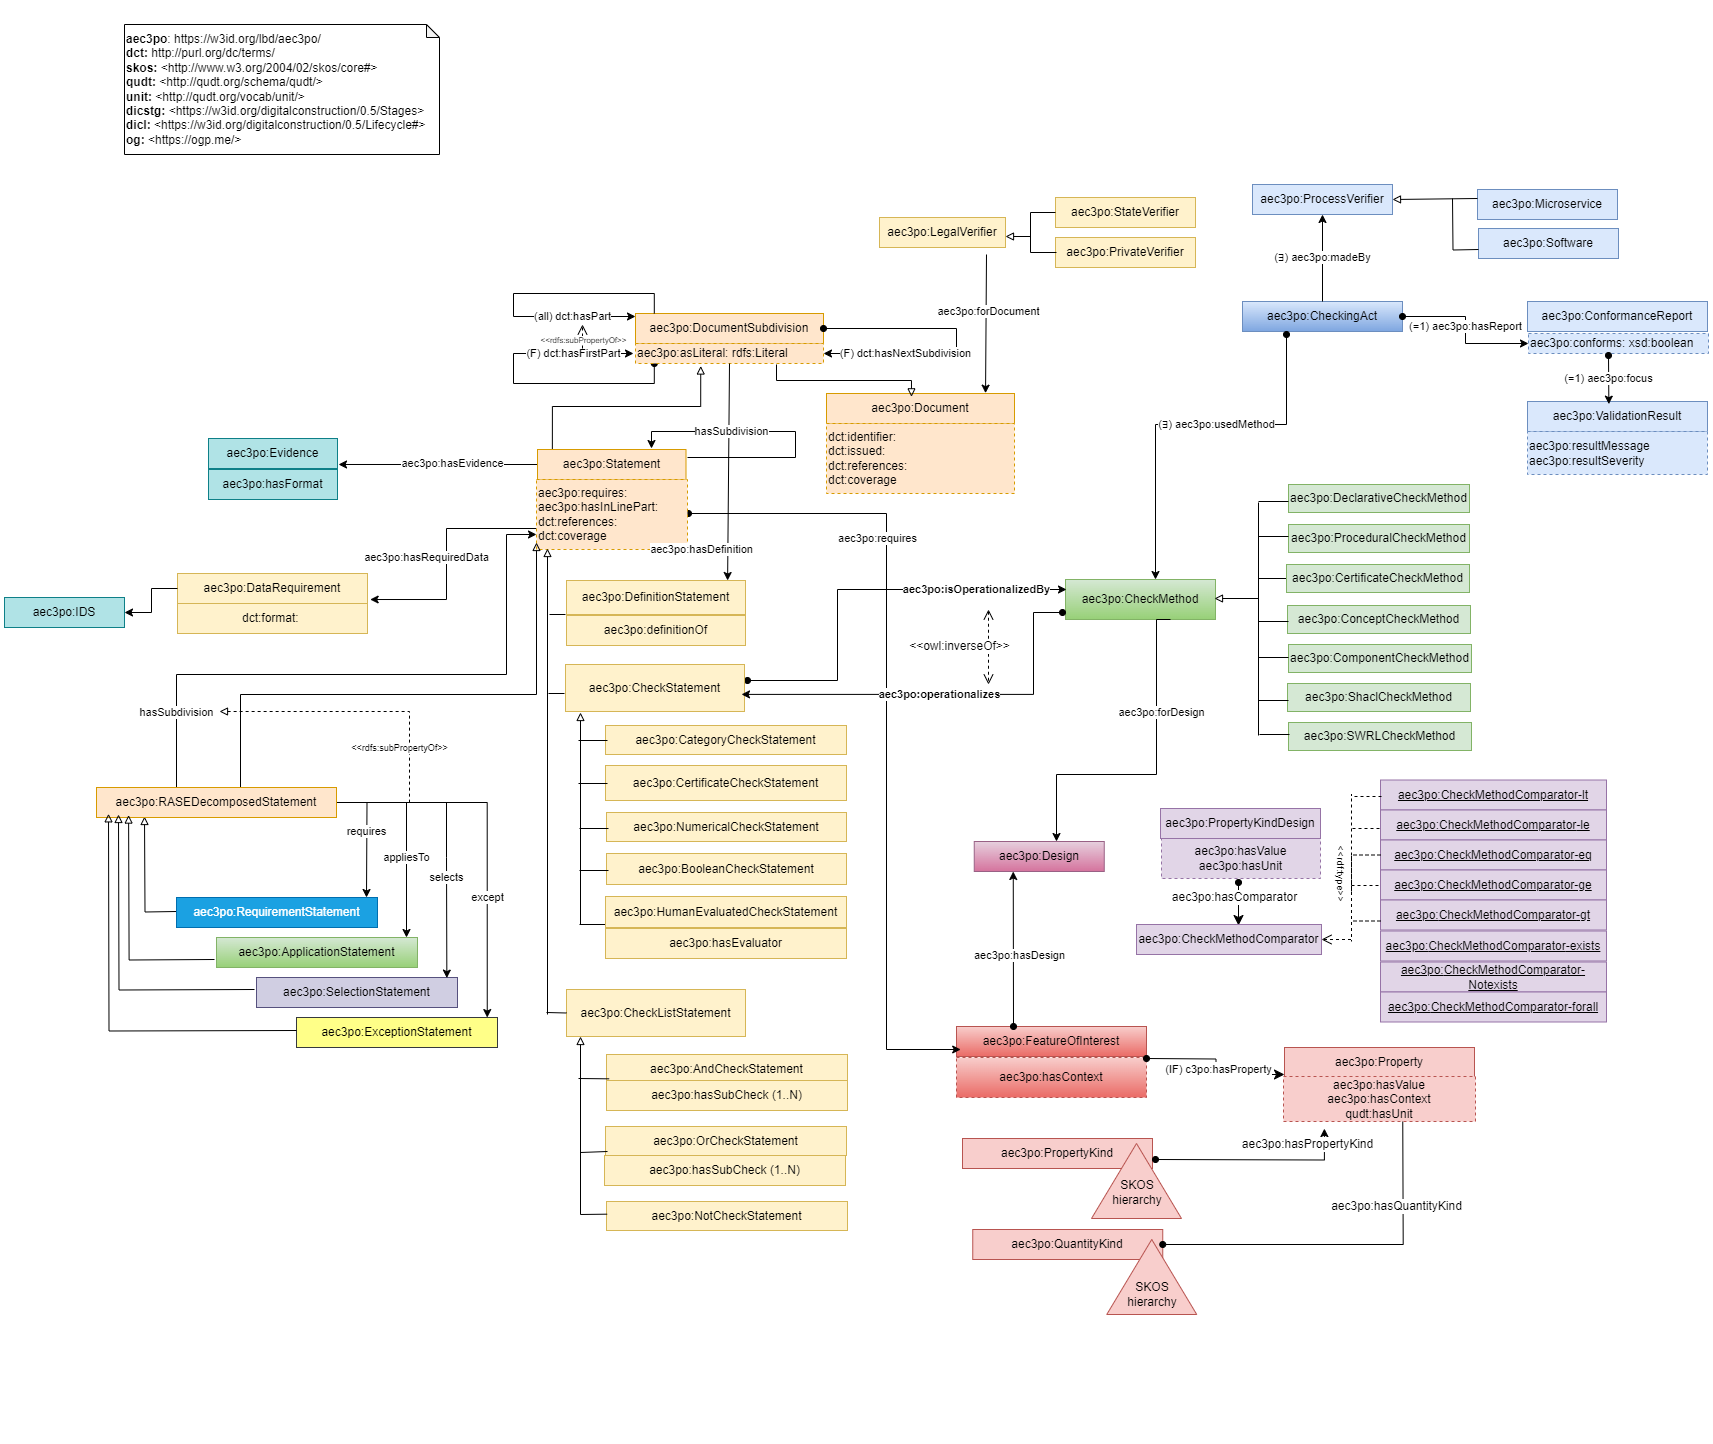 aec3po: https://w3id.org/lbd/aec3po/
dct: http://purl.org/dc/terms/
skos: <http://www.w3.org/2004/02/skos/core#>
qudt: <http://qudt.org/schema/qudt/>
unit: <http://qudt.org/vocab/unit/>
dicstg: <https://w3id.org/digitalconstruction/0.5/Stages>
dicl: <https://w3id.org/digitalconstruction/0.5/Lifecycle#>
og: <https://ogp.me/>
aec3po:ProcessVerifier
aec3po:Microservice
aec3po:Software
aec3po:StateVerifier
aec3po:LegalVerifier
aec3po:PrivateVerifier
(∃) aec3po:madeBy
aec3po:forDocument
(all) dct:hasPart
<<rdfs:subPropertyOf>>
(F) dct:hasFirstPart
aec3po:DocumentSubdivision
aec3po:asLiteral: rdfs:Literal
(F) dct:hasNextSubdivision
aec3po:CheckingAct
(=1) aec3po:hasReport
aec3po:ConformanceReport
aec3po:conforms: xsd:boolean
(=1) aec3po:focus
aec3po:ValidationResult
aec3po:resultMessage
aec3po:resultSeverity
aec3po:Document
dct:identifier:
dct:issued:
dct:references:
dct:coverage
(∃) aec3po:usedMethod
hasSubdivision
aec3po:Evidence
aec3po:hasFormat
aec3po:hasEvidence
aec3po:Statement
aec3po:requires:
aec3po:hasInLinePart:
dct:references:
dct:coverage
aec3po:hasDefinition
aec3po:requires
aec3po:hasRequiredData
aec3po:DataRequirement
dct:format:
aec3po:IDS
aec3po:DefinitionStatement
aec3po:definitionOf
aec3po:isOperationalizedBy
<<owl:inverseOf>>
aec3po:operationalizes
aec3po:CheckMethod
aec3po:DeclarativeCheckMethod
aec3po:ProceduralCheckMethod
aec3po:CertificateCheckMethod
aec3po:ConceptCheckMethod
aec3po:ComponentCheckMethod
aec3po:ShaclCheckMethod
aec3po:SWRLCheckMethod
aec3po:forDesign
aec3po:CheckStatement
aec3po:CategoryCheckStatement
aec3po:CertificateCheckStatement
aec3po:NumericalCheckStatement
aec3po:BooleanCheckStatement
aec3po:HumanEvaluatedCheckStatement
aec3po:hasEvaluator
hasSubdivision
<<rdfs:subPropertyOf>>
aec3po:RASEDecomposedStatement
requires
appliesTo
selects
except
aec3po:RequirementStatement
aec3po:ApplicationStatement
aec3po:SelectionStatement
aec3po:ExceptionStatement
aec3po:Design
aec3po:PropertyKindDesign
aec3po:hasValue
aec3po:hasUnit
aec3po:hasComparator
aec3po:CheckMethodComparator
<<rdf:type>>
aec3po:CheckMethodComparator-lt
aec3po:CheckMethodComparator-le
aec3po:CheckMethodComparator-eq
aec3po:CheckMethodComparator-ge
aec3po:CheckMethodComparator-gt
aec3po:CheckMethodComparator-exists
aec3po:CheckMethodComparator-
Notexists
aec3po:CheckMethodComparator-forall
aec3po:hasDesign
aec3po:CheckListStatement
aec3po:AndCheckStatement
aec3po:hasSubCheck (1..N)
aec3po:OrCheckStatement
aec3po:hasSubCheck (1..N)
aec3po:NotCheckStatement
aec3po:FeatureOfInterest
aec3po:hasContext
(IF) c3po:hasProperty
aec3po:Property
aec3po:hasValue
aec3po:hasContext
qudt:hasUnit
aec3po:hasPropertyKind
aec3po:PropertyKind
SKOS
hierarchy
aec3po:hasQuantityKind
aec3po:QuantityKind
SKOS
hierarchy